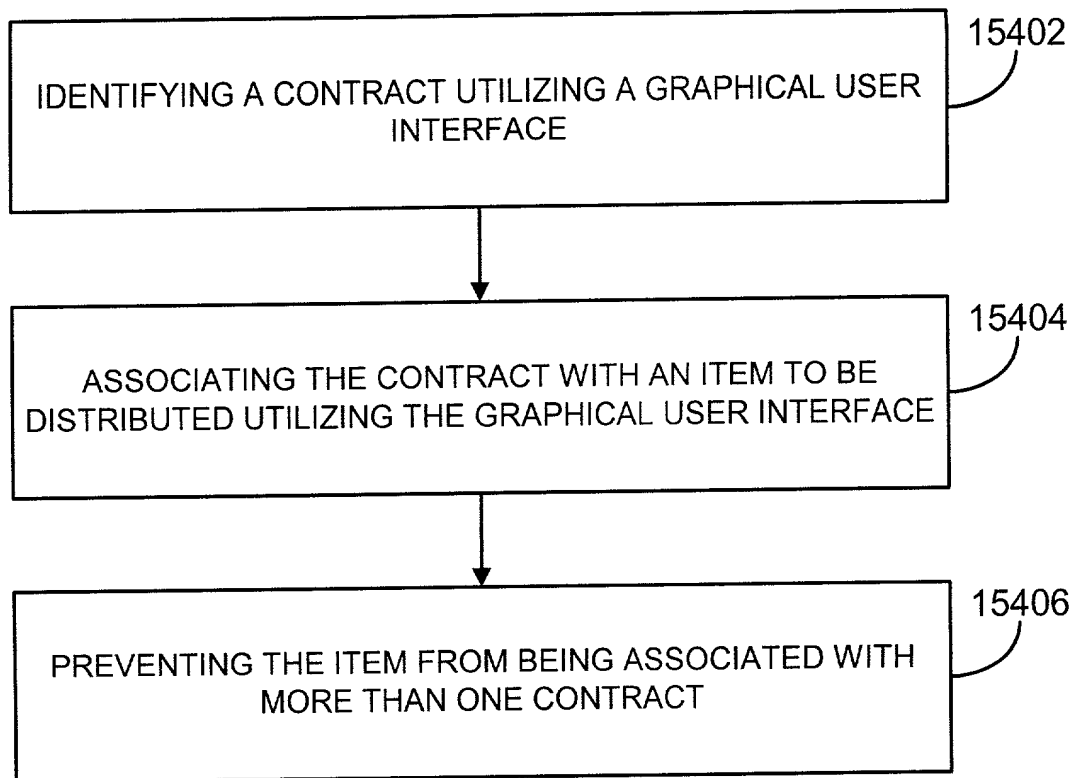 15402
IDENTIFYING A CONTRACT UTILIZING A GRAPHICAL USER
INTERFACE
15404
ASSOCIATING THE CONTRACT WITH AN ITEM TO BE
DISTRIBUTED UTILIZING THE GRAPHICAL USER INTERFACE
15406
PREVENTING THE ITEM FROM BEING ASSOCIATED WITH
MORE THAN ONE CONTRACT